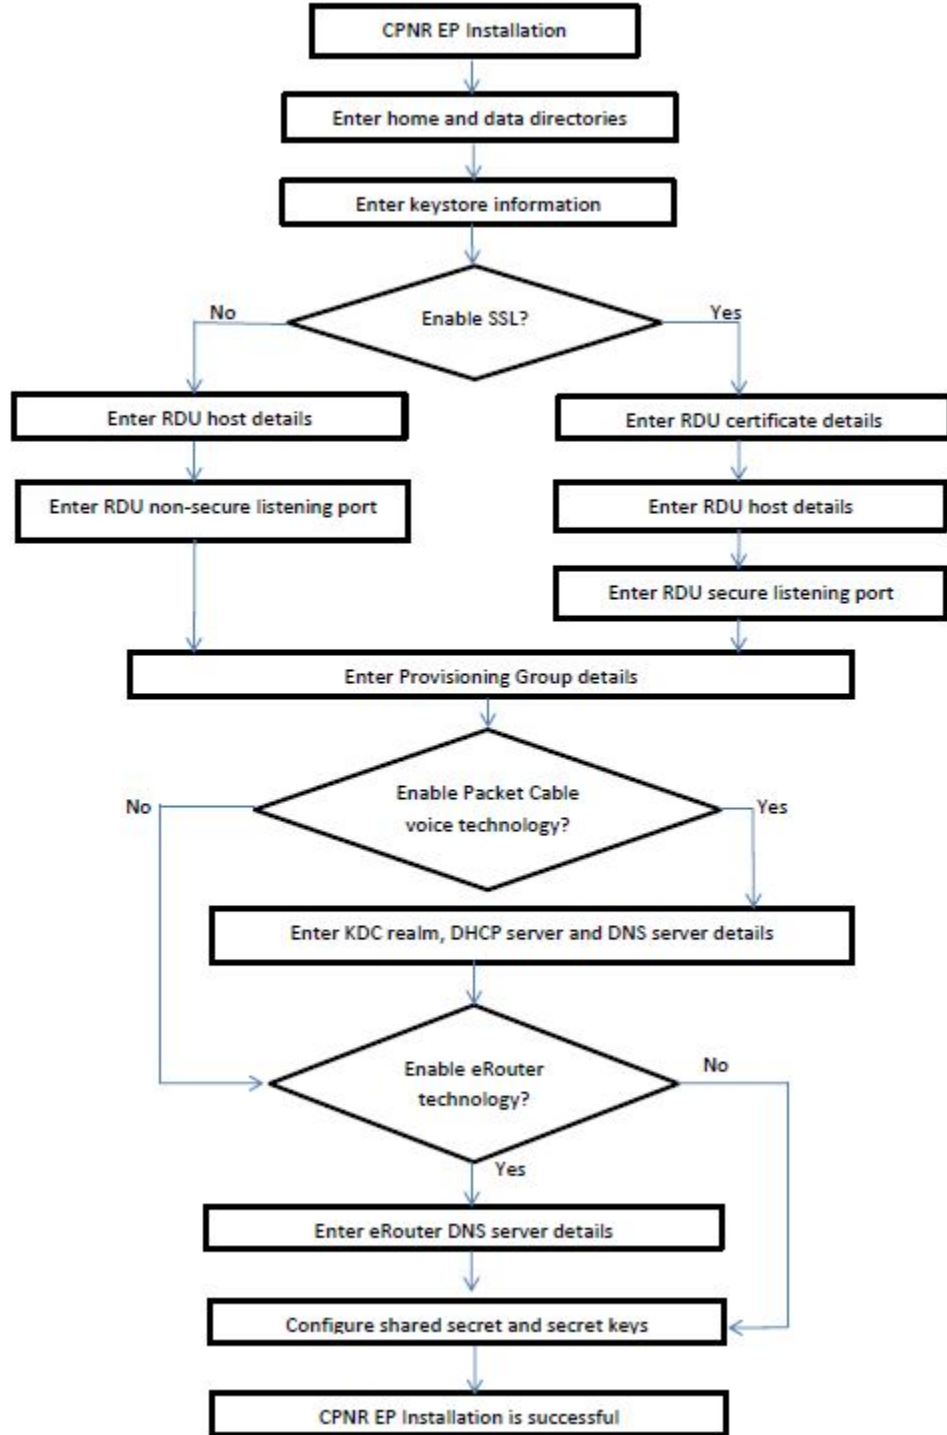 CPNR EP Installation
Enter home and data directories
Enter keystore information
Enable SSL?
No
Yes
Enter RDU host details
Enter RDU certificate details
Enter RDU non-secure listening port
Enter RDU host details
Enter RDU secure listening port
Enter Provisioning Group details
Enable Packet Cable
voice technology?
No
Yes
Enter KDC realm, DHCP server and DNS server details
Enable eRouter
technology?
No
Yes
Enter eRouter DNS server details
Configure shared secret and secret keys
CPNR EP Installation is successful